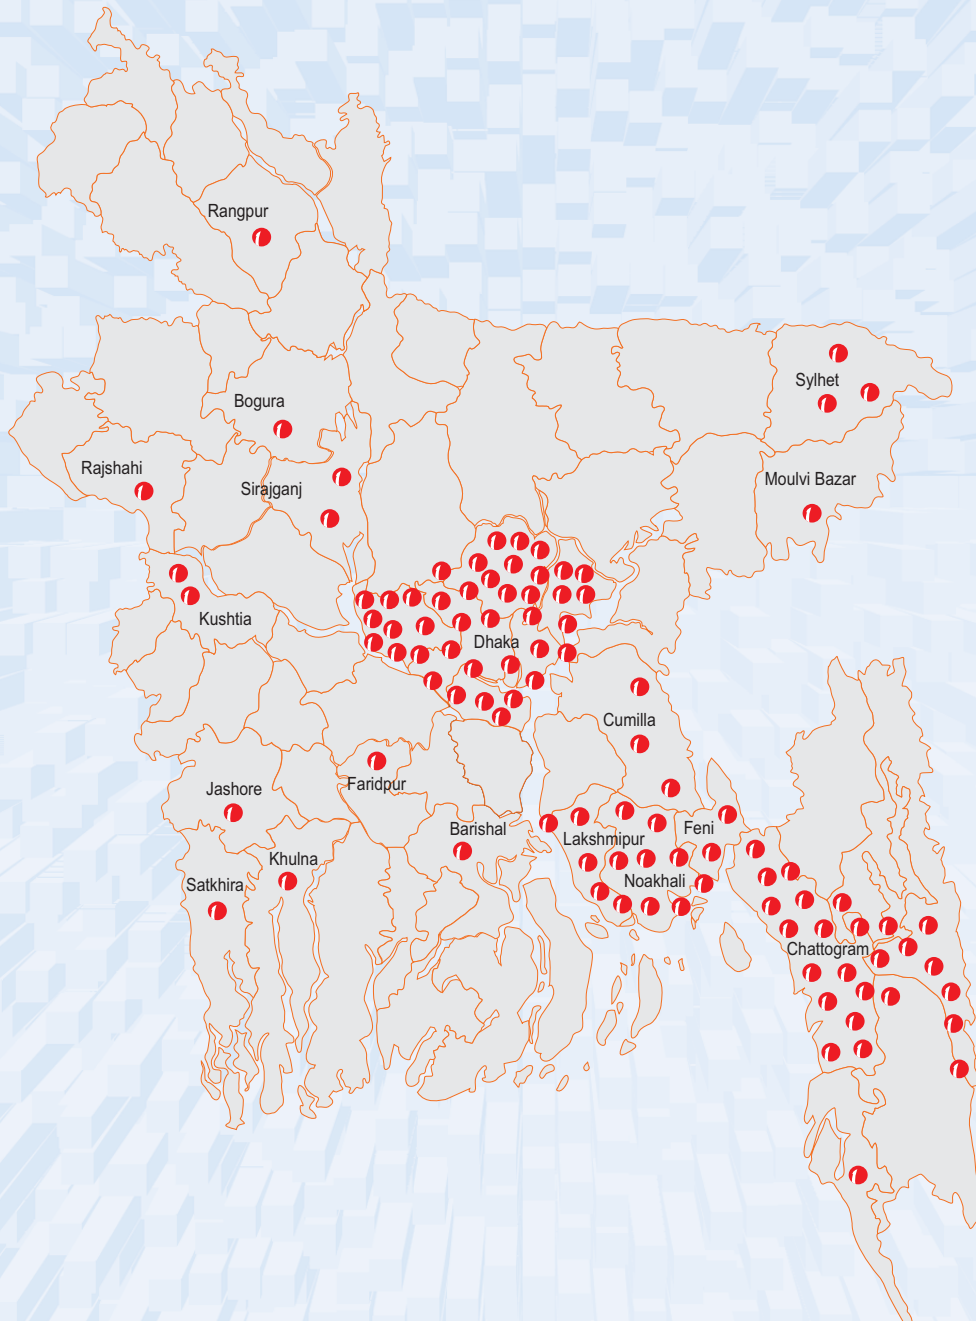 Rangpur
Sylhet
Bogura
Rajshahi
Moulvi Bazar
Sirajganj
Kushtia
Dhaka
Cumilla
Faridpur
Jashore
Barishal
Feni
Lakshmipur
Khulna
Noakhali
Satkhira
Chattogram